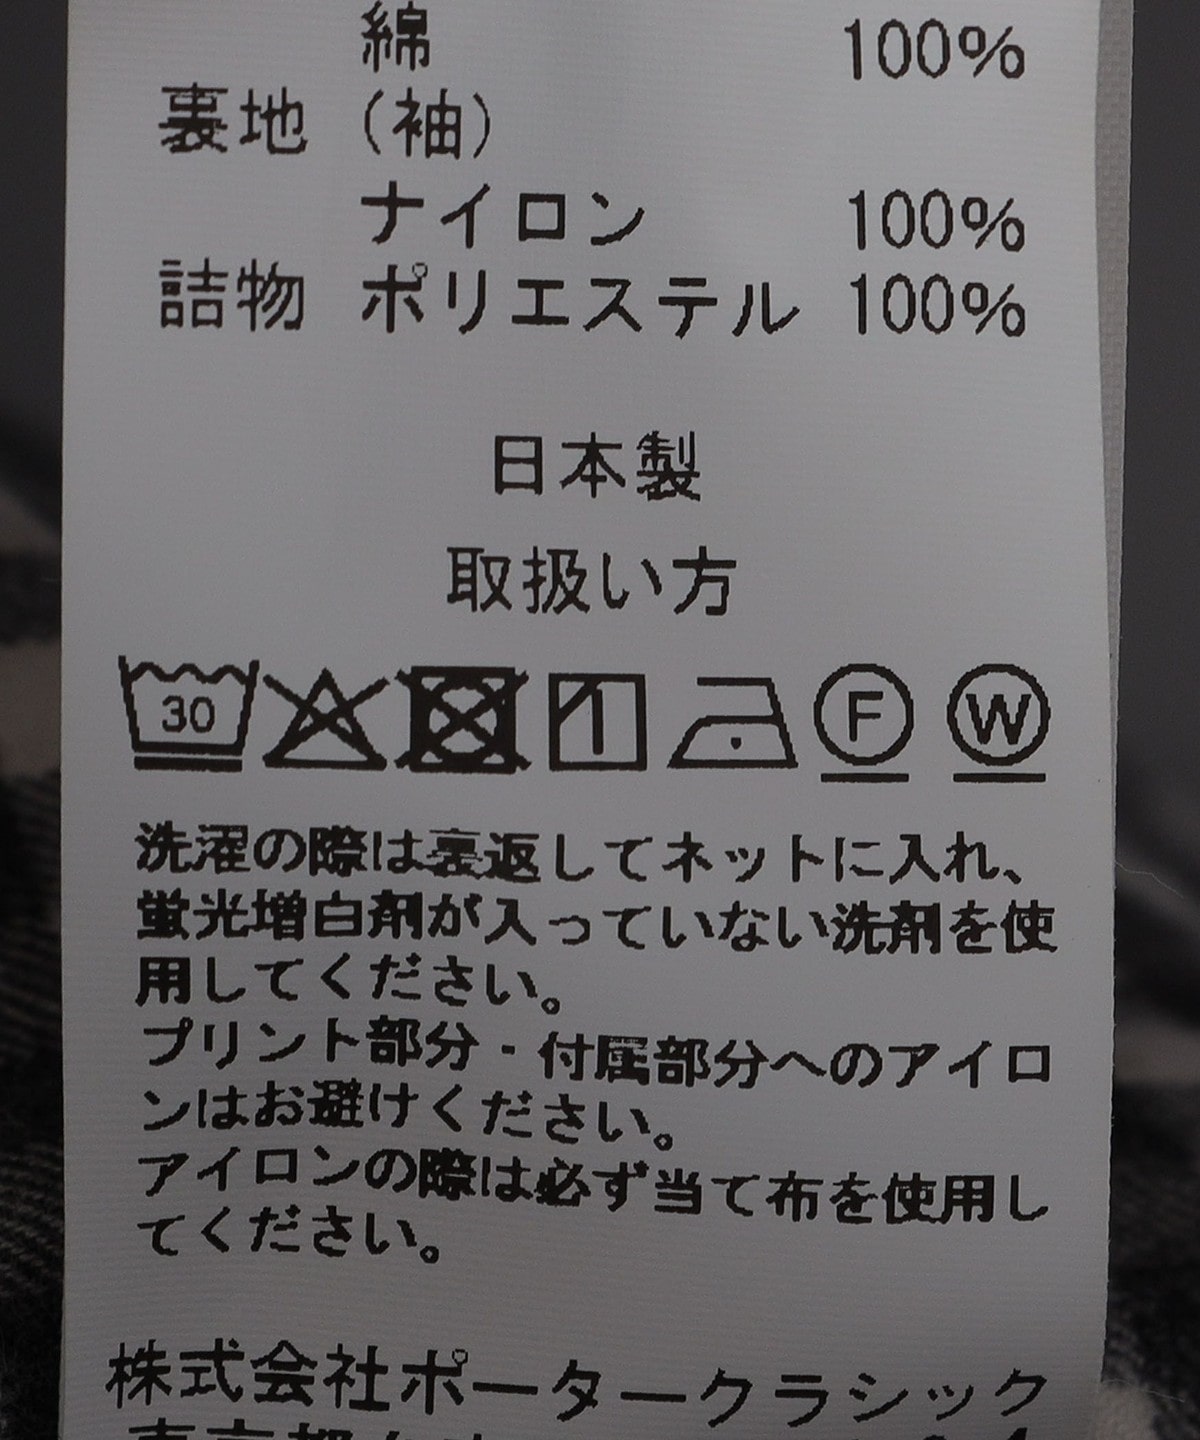 綿 100%
裏地 (袖)
ナイロン 100%
詰物 ポリエステル 100%
日本製
取扱い方
30 F W
洗濯の際は裏返してネットに入れ、
蛍光増白剤が入っていない洗剤を使
用してください。
プリント部分・付属部分へのアイロ
ンはお避けください。
アイロンの際は必ず当て布を使用し
てください。
株式会社ポータークラシック